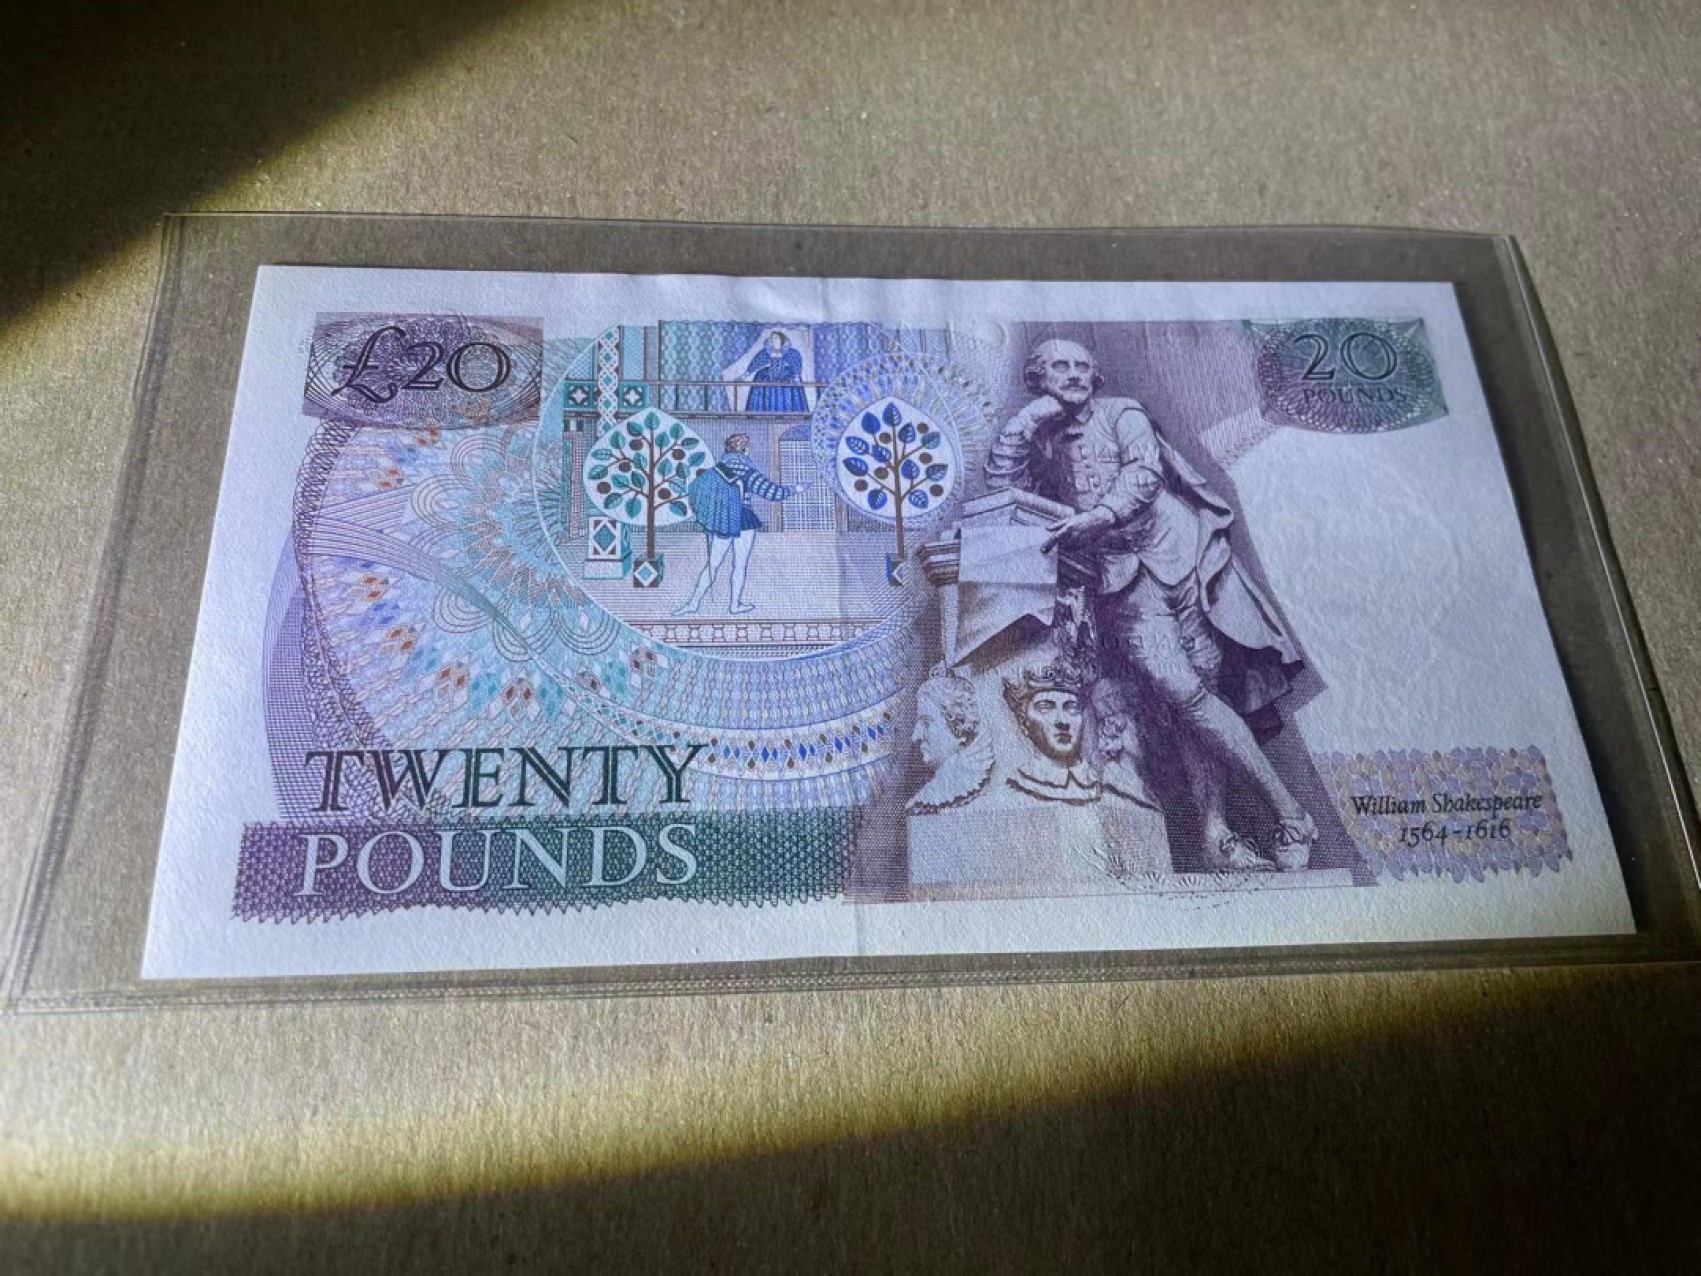 £20
20
POUNDS
TWENTY
POUNDS
William Shakespeare
1564-1616